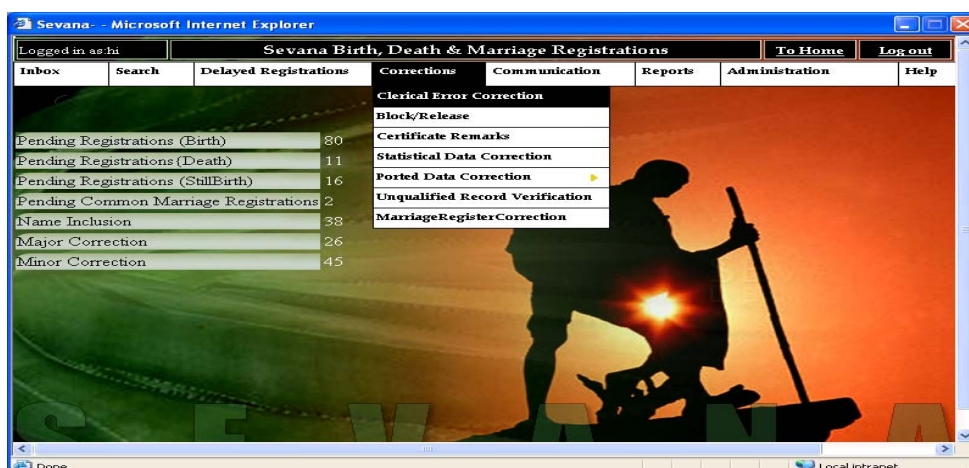 Sevana- - Microsoft Internet Explorer
Logged in as:hi Sevana Birth, Death & Marriage Registrations To Home Log out
Inbox Search Delayed Registrations Corrections Communication Reports Administration Help
Clerical Error Correction
Block/Release
Certificate Remarks
Statistical Data Correction
Ported Data Correction
Unqualified Record Verification
MarriageRegisterCorrection
Pending Registrations (Birth) 80
Pending Registrations(Death) 11
Pending Registrations (StillBirth) 16
Pending Common Marriage Registrations 2
Name Inclusion 38
Major Correction 26
Minor Correction 45
SEVANA
Done Local intranet